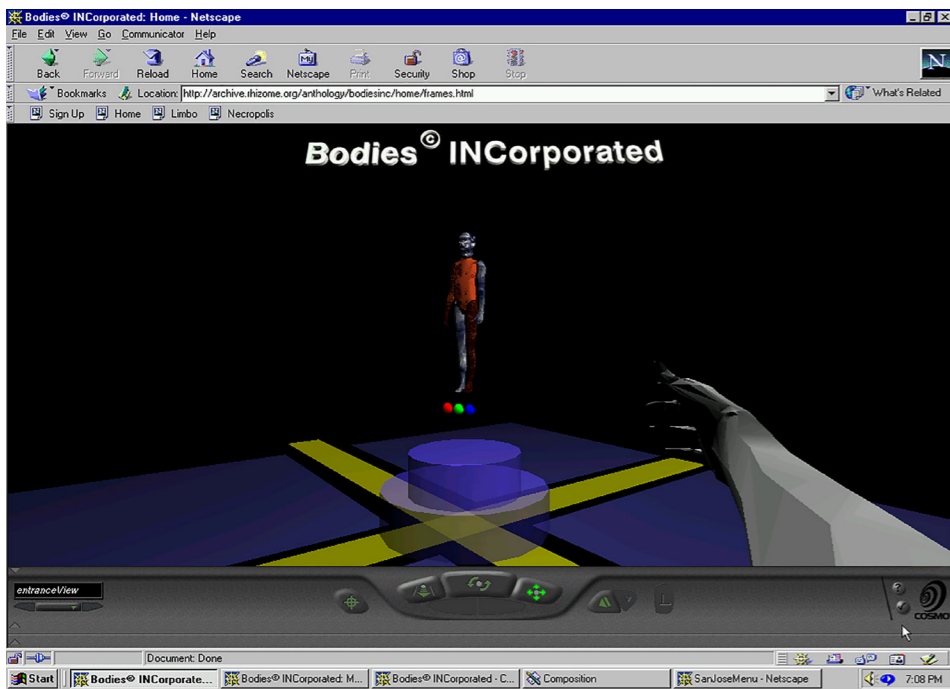 Bodies© INCorporated: Home - Netscape
File Edit View Go Communicator Help
Back Forward Reload Home Search Netscape Print Security Shop Stop
My
N
Bookmarks Location: http://archive.rhizome.org/anthology/bodiesinc/home/frames.html What's Related
Sign Up Home Limbo Necropolis
Bodies© INCorporated
entranceView
?
COSMO
Document: Done
Start Bodies© INCorporate... Bodies© INCorporated: M... Bodies© INCorporated - C... Composition SanJoseMenu - Netscape 7:08 PM